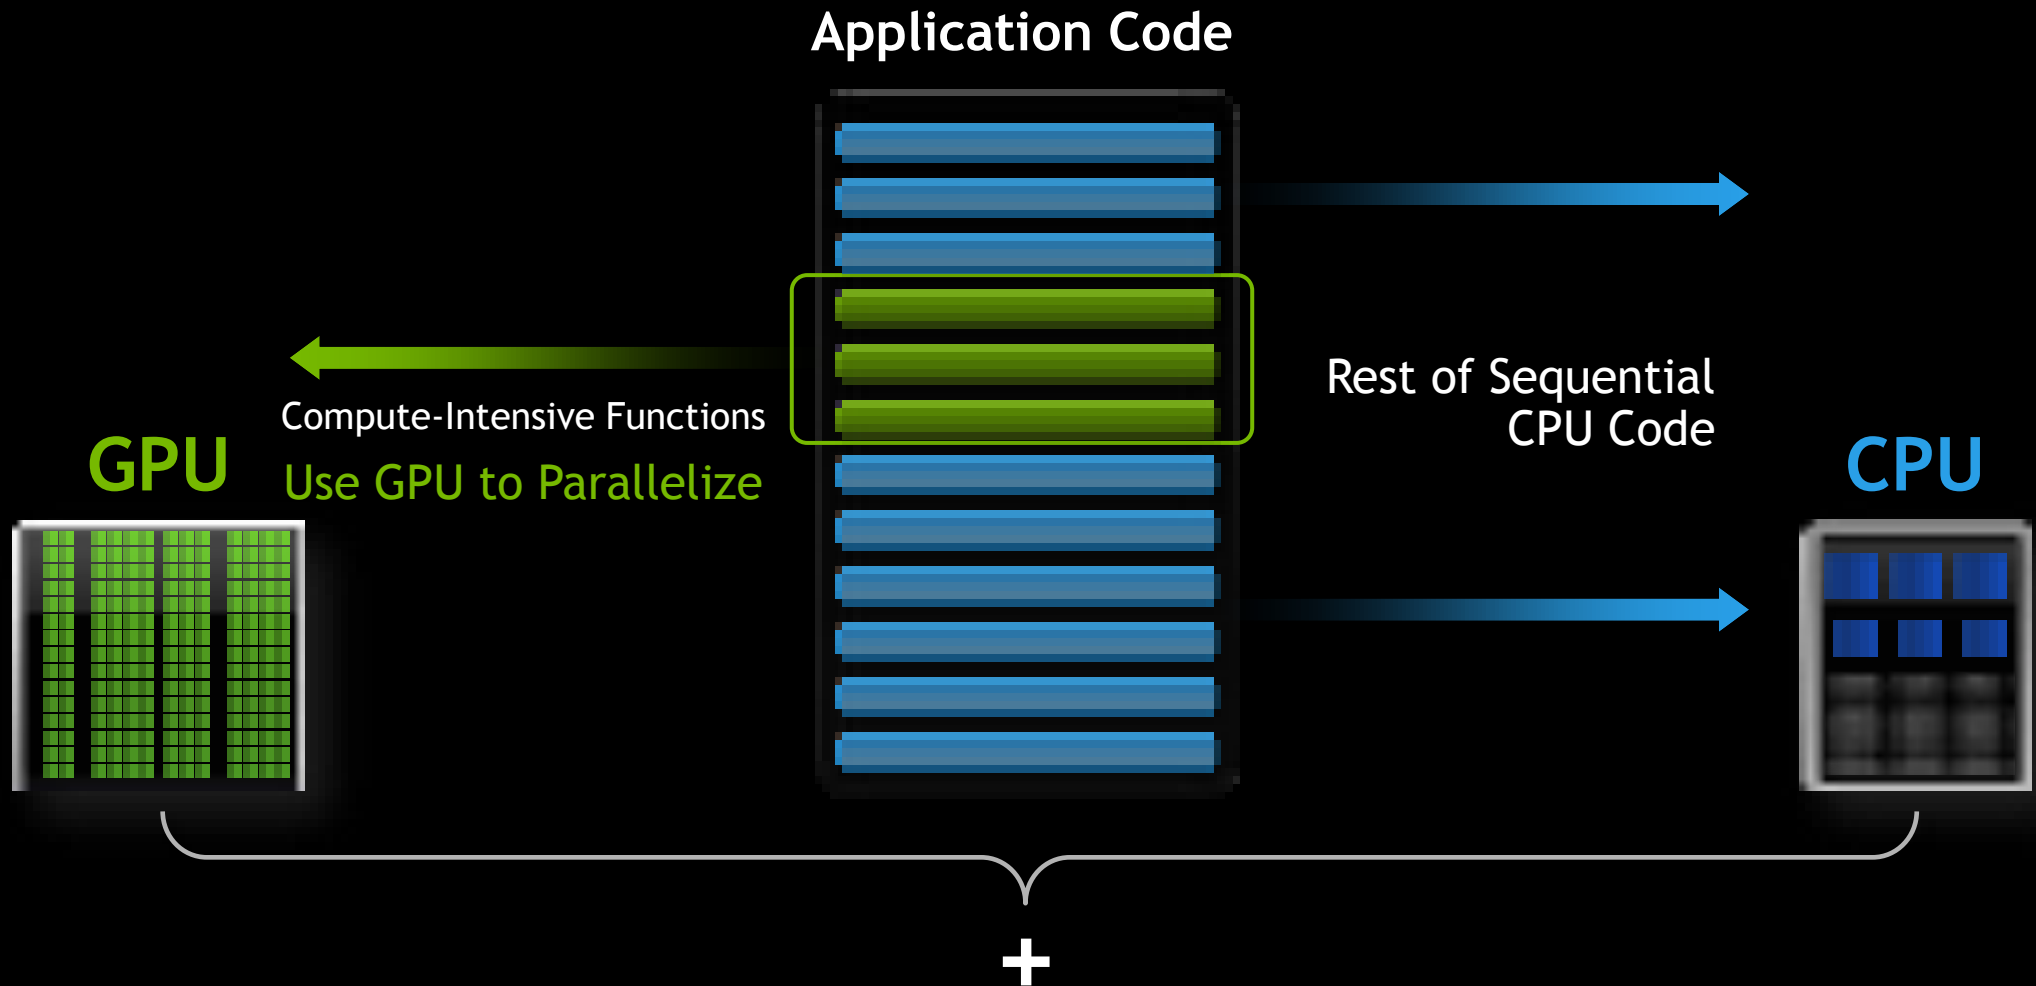 Application Code
Compute-Intensive Functions
GPU
Use GPU to Parallelize
Rest of Sequential
CPU Code
CPU
+